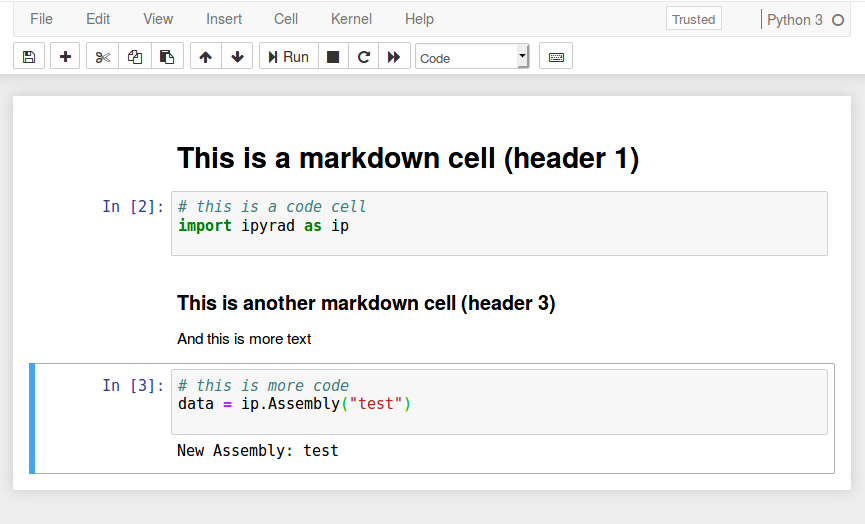 File Edit View Insert Cell Kernel Help Trusted Python 3
Run Code
This is a markdown cell (header 1)
In [2]: # this is a code cell
import ipyrad as ip
This is another markdown cell (header 3)
And this is more text
In [3]: # this is more code
data = ip.Assembly("test")
New Assembly: test